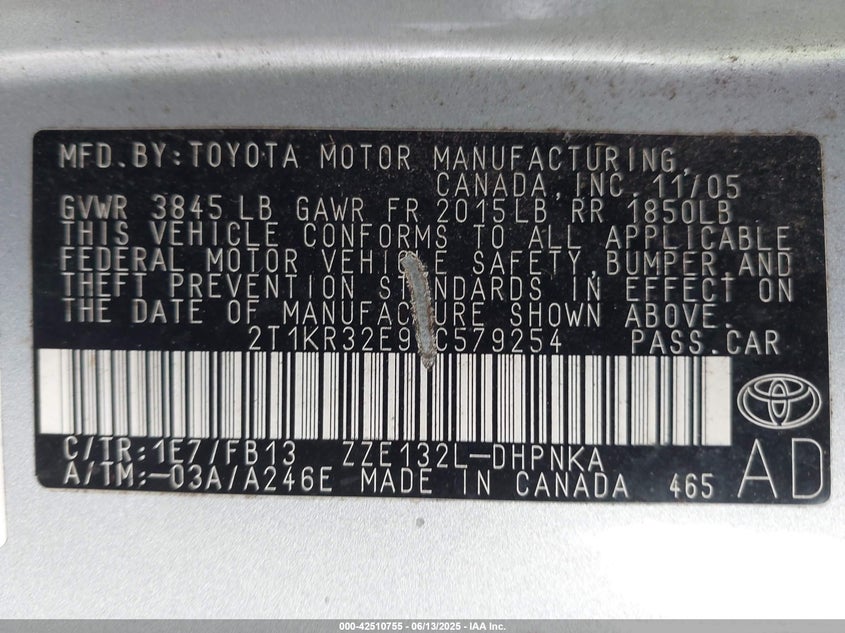 MFD.BY:TOYOTA MOTOR MANUFACTURING,
CANADA, INC. 11/05
GVWR 3845 LB GAWR FR 2015LB RR 1850LB
THIS VEHICLE CONFORMS TO ALL APPLICABLE
FEDERAL MOTOR VEHICLE SAFETY, BUMPER, AND
THEFT PREVENTION STANDARDS IN EFFECT ON
THE DATE OF MANUFACTURE SHOWN ABOVE.
PASS.CAR
C/TR:1E7/FB13 ZZE132L-DHPNKA
A/TM:-03A/A246E MADE IN CANADA 465 AD
000-42510755 - 06/13/2025 - IAA Inc.